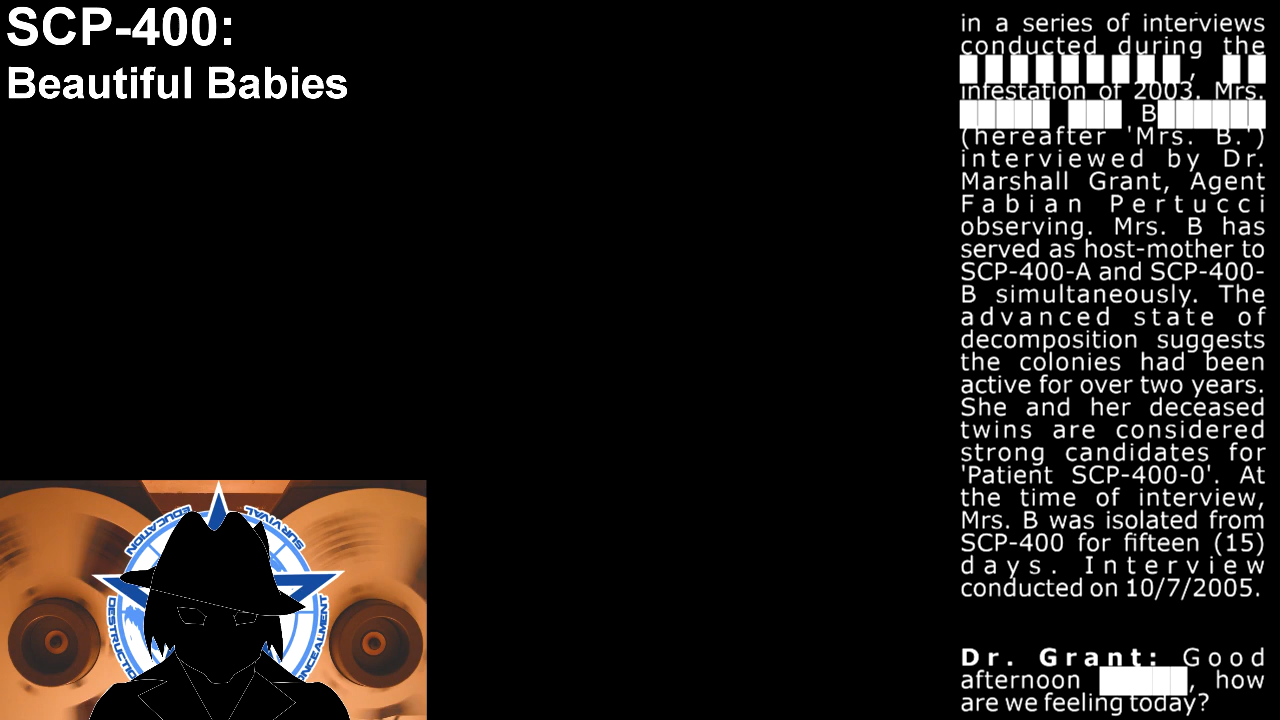 SCP-400:
Beautiful Babies
in a series of interviews
conducted during the
████████, ██
infestation of 2003. Mrs.
█████ ███ B██████
(hereafter 'Mrs. B.')
interviewed by Dr.
Marshall Grant, Agent
Fabian Pertucci
observing. Mrs. B has
served as host-mother to
SCP-400-A and SCP-400-
B simultaneously. The
advanced state of
decomposition suggests
the colonies had been
active for over two years.
She and her deceased
twins are considered
strong candidates for
'Patient SCP-400-0'. At
the time of interview,
Mrs. B was isolated from
SCP-400 for fifteen (15)
days. Interview
conducted on 10/7/2005.
Dr. Grant: Good
afternoon █████, how
are we feeling today?
EDUCATION
SURVIVAL